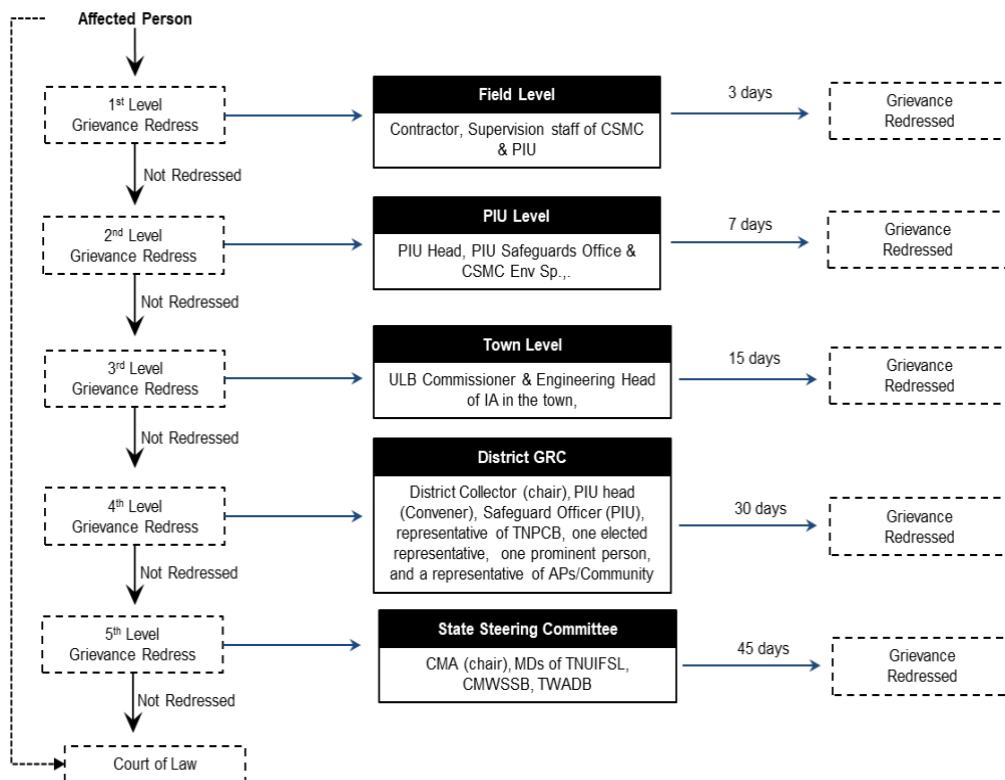 Affected Person
1st Level
Grievance Redress
Field Level
Contractor, Supervision staff of CSMC
& PIU
3 days
Grievance
Redressed
Not Redressed
2nd Level
Grievance Redress
PIU Level
PIU Head, PIU Safeguards Office &
CSMC Env Sp.,.
7 days
Grievance
Redressed
Not Redressed
3rd Level
Grievance Redress
Town Level
ULB Commissioner & Engineering Head
of IA in the town,
15 days
Grievance
Redressed
Not Redressed
4th Level
Grievance Redress
District GRC
District Collector (chair), PIU head
(Convener), Safeguard Officer (PIU),
representative of TNPCB, one elected
representative, one prominent person,
and a representative of APs/Community
30 days
Grievance
Redressed
Not Redressed
5th Level
Grievance Redress
State Steering Committee
CMA (chair), MDs of TNUIFSL,
CMWSSB, TWADB
45 days
Grievance
Redressed
Not Redressed
Court of Law